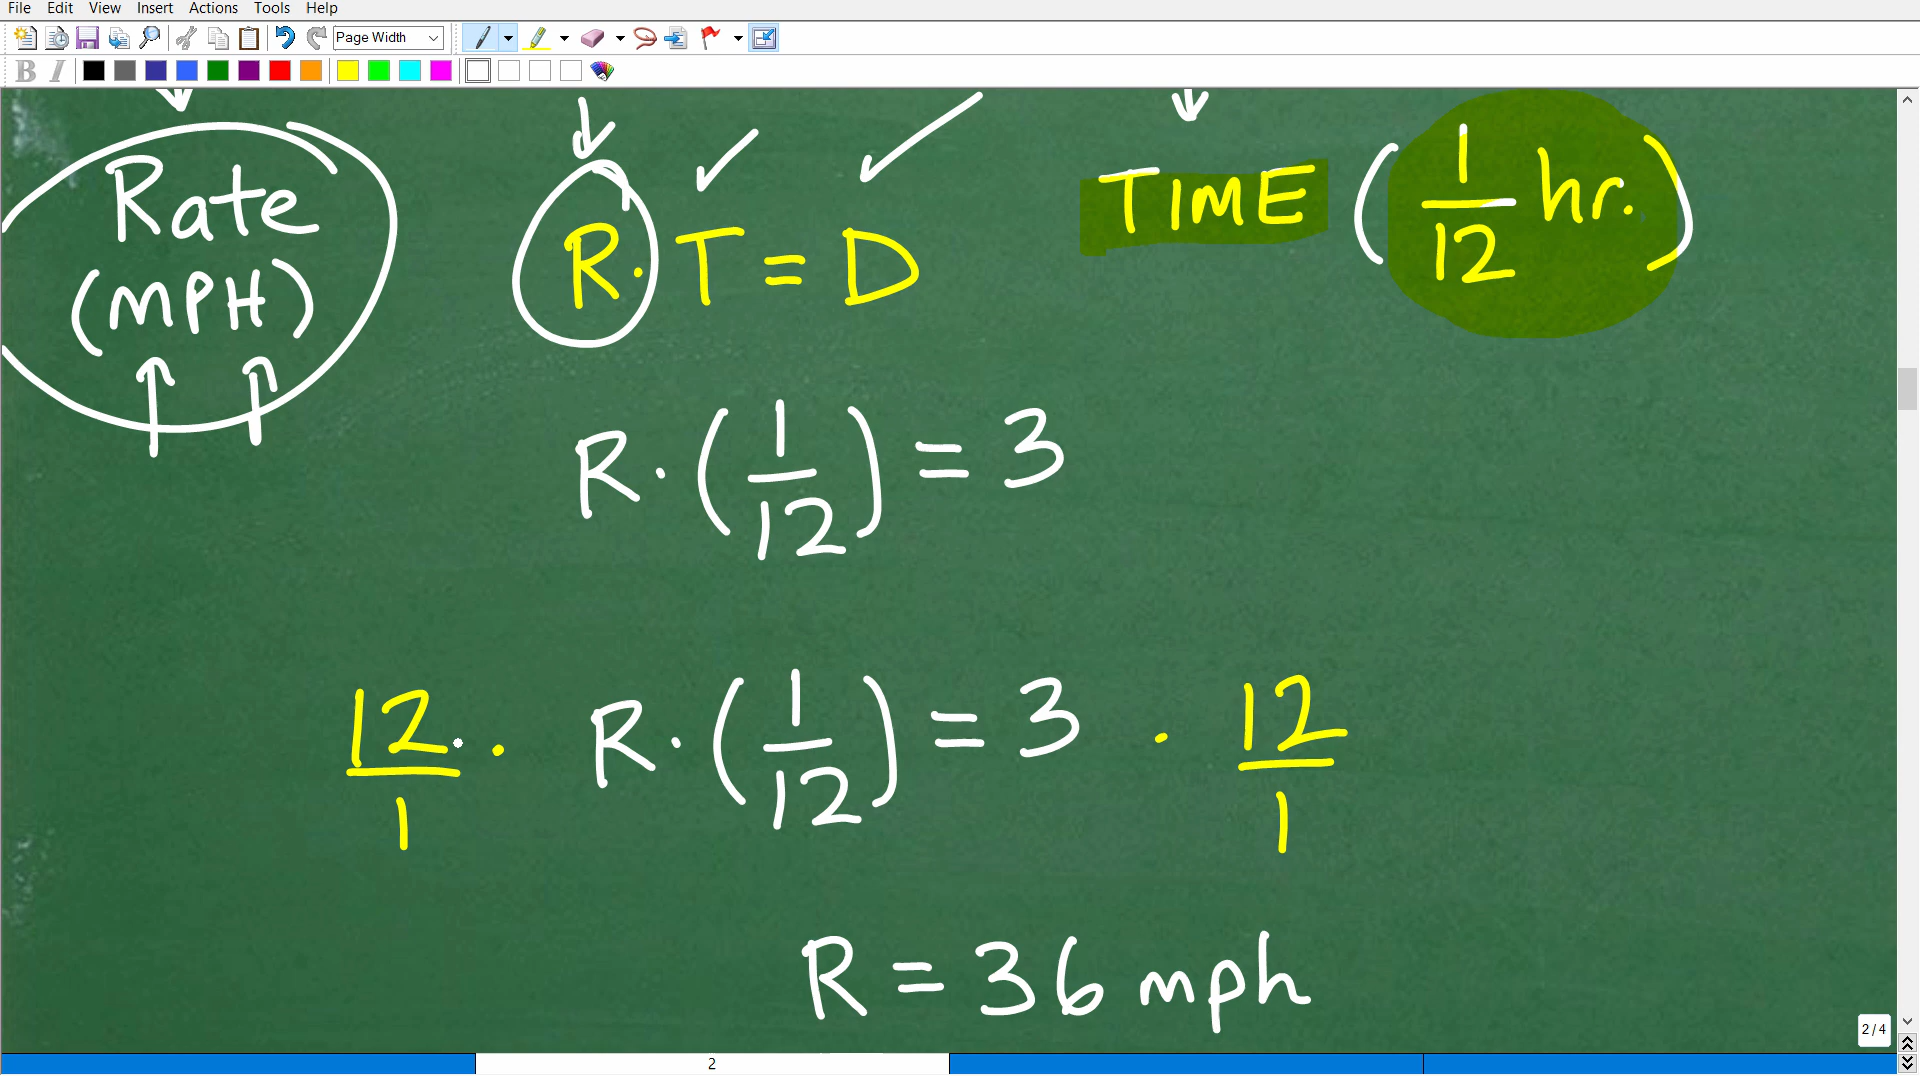 File Edit View Insert Actions Tools Help
Page Width
B I
Rate
(MPH)
R · T = D
TIME (1/12 hr.)
R · (1/12) = 3
12/1 · R · (1/12) = 3 · 12/1
R = 36 mph
2 / 4
2